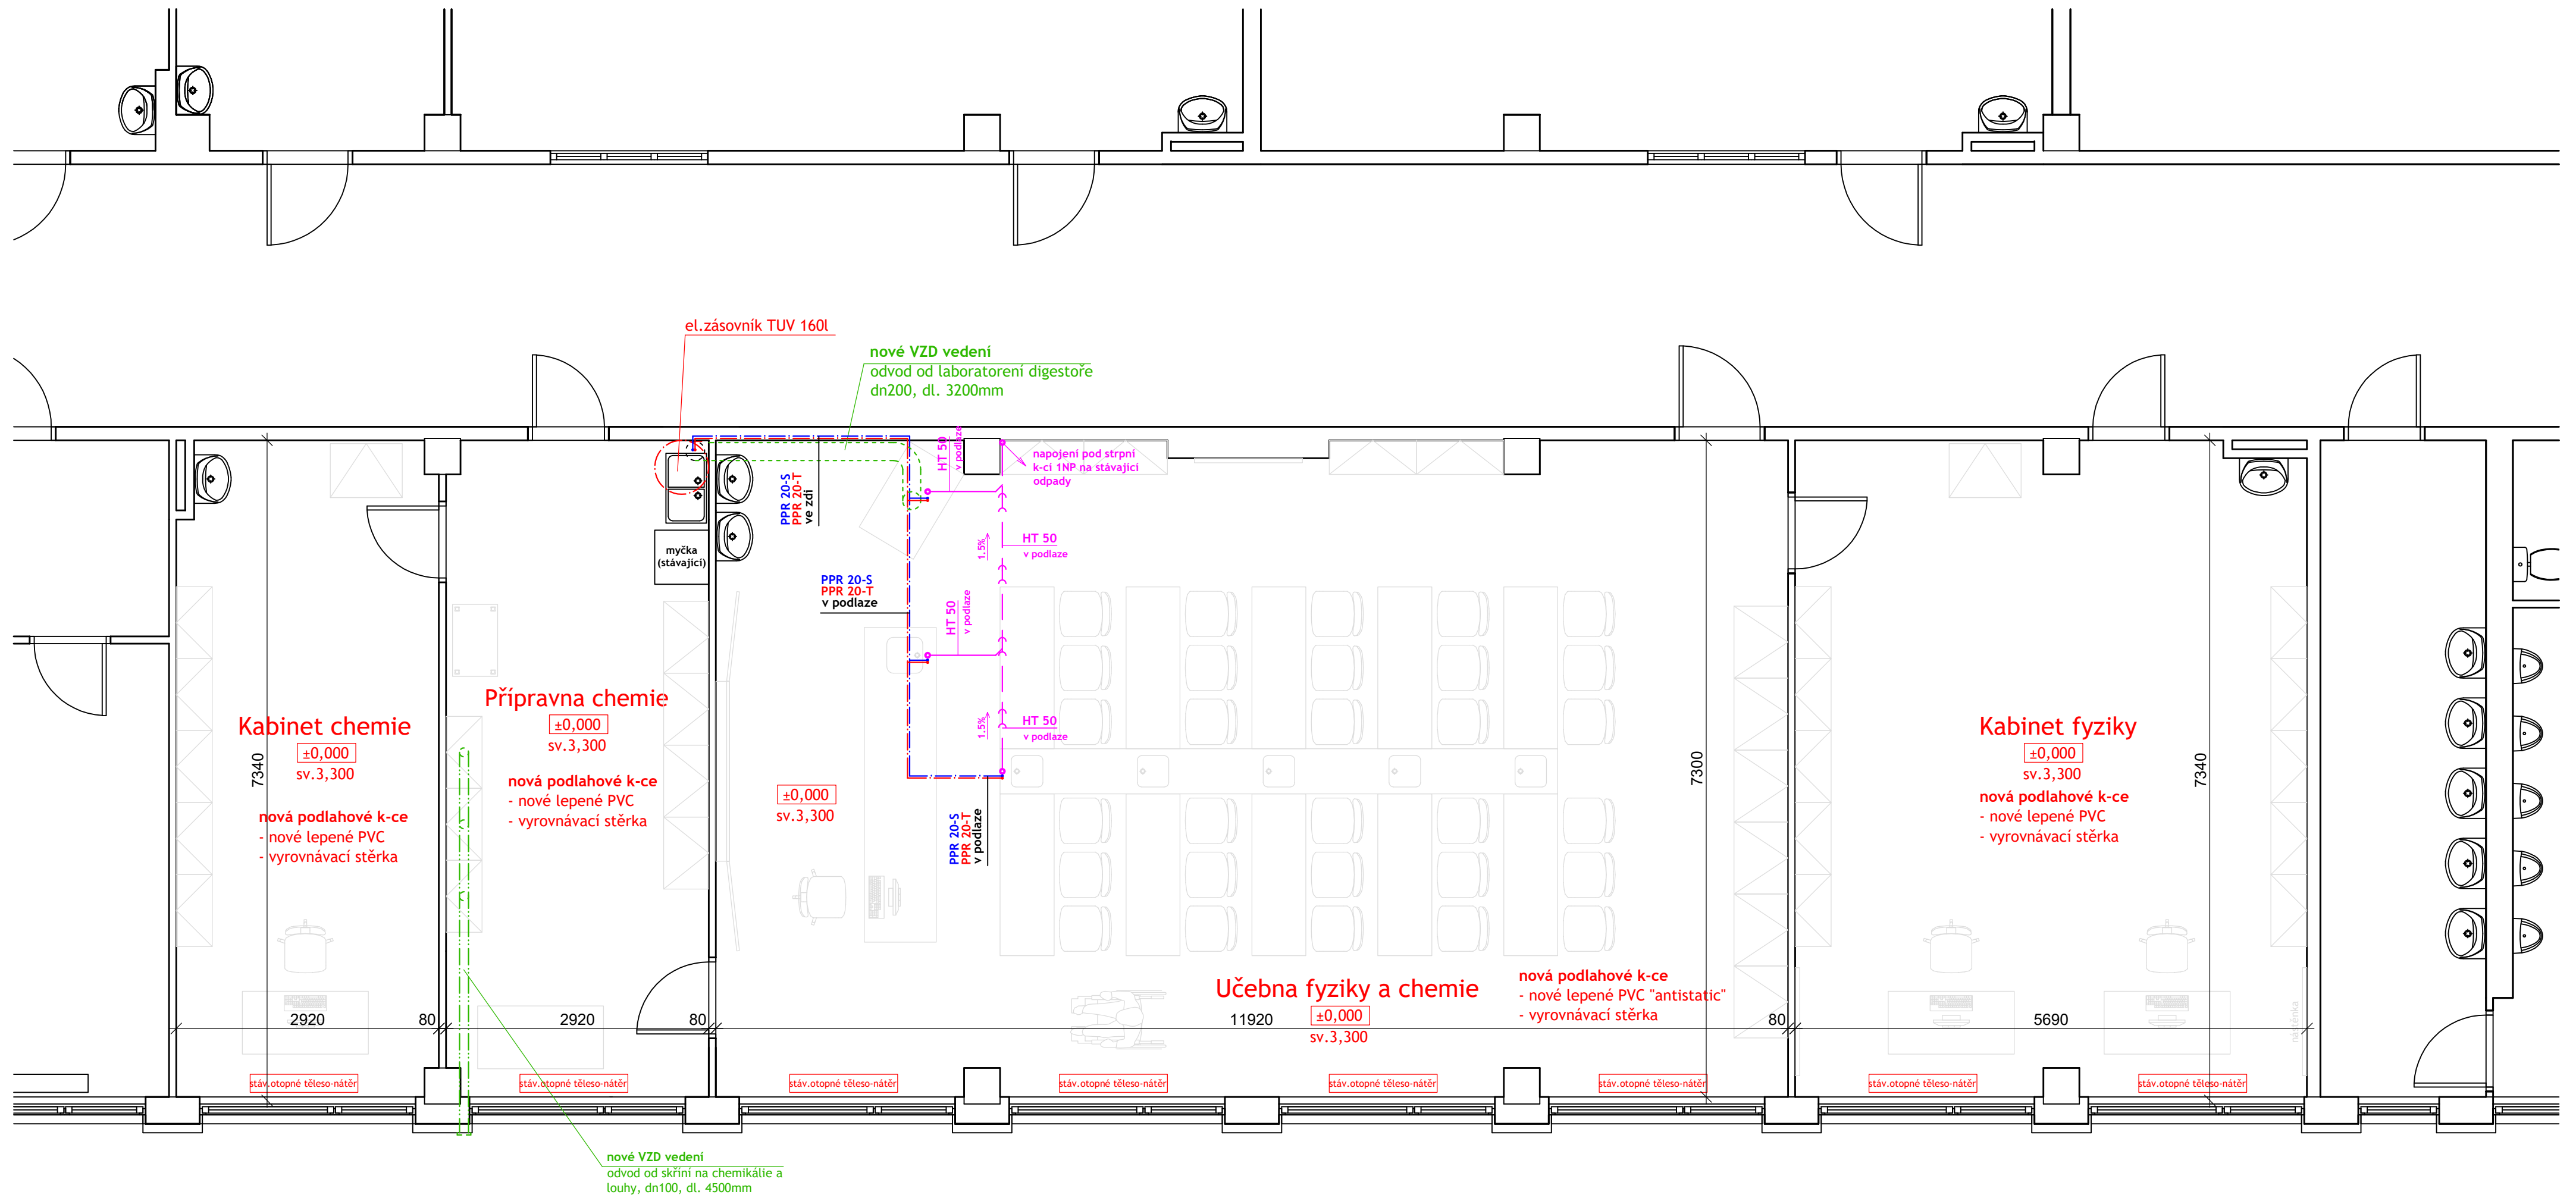 el.zásovník TUV 160l
nové VZD vedení
odvod od laboratorení digestoře
dn200, dl. 3200mm
HT 50
v podlaze
napojení pod strpní
k-cí 1NP na stávající
odpady
PPR 20-S
PPR 20-T
ve zdi
myčka
(stávající)
1.5%
HT 50
v podlaze
PPR 20-S
PPR 20-T
v podlaze
HT 50
v podlaze
Přípravna chemie
±0,000
sv.3,300
Kabinet chemie
±0,000
sv.3,300
1.5%
HT 50
v podlaze
Kabinet fyziky
±0,000
sv.3,300
7340
7300
7340
nová podlahové k-ce
- nové lepené PVC
- vyrovnávací stěrka
nová podlahové k-ce
- nové lepené PVC
- vyrovnávací stěrka
±0,000
sv.3,300
nová podlahové k-ce
- nové lepené PVC
- vyrovnávací stěrka
PPR 20-S
PPR 20-T
v podlaze
Učebna fyziky a chemie
±0,000
sv.3,300
nová podlahové k-ce
- nové lepené PVC "antistatic"
- vyrovnávací stěrka
nástěnka
2920
80
2920
80
11920
80
5690
stáv.otopné těleso-nátěr
stáv.otopné těleso-nátěr
stáv.otopné těleso-nátěr
stáv.otopné těleso-nátěr
stáv.otopné těleso-nátěr
stáv.otopné těleso-nátěr
stáv.otopné těleso-nátěr
stáv.otopné těleso-nátěr
nové VZD vedení
odvod od skříní na chemikálie a
louhy, dn100, dl. 4500mm